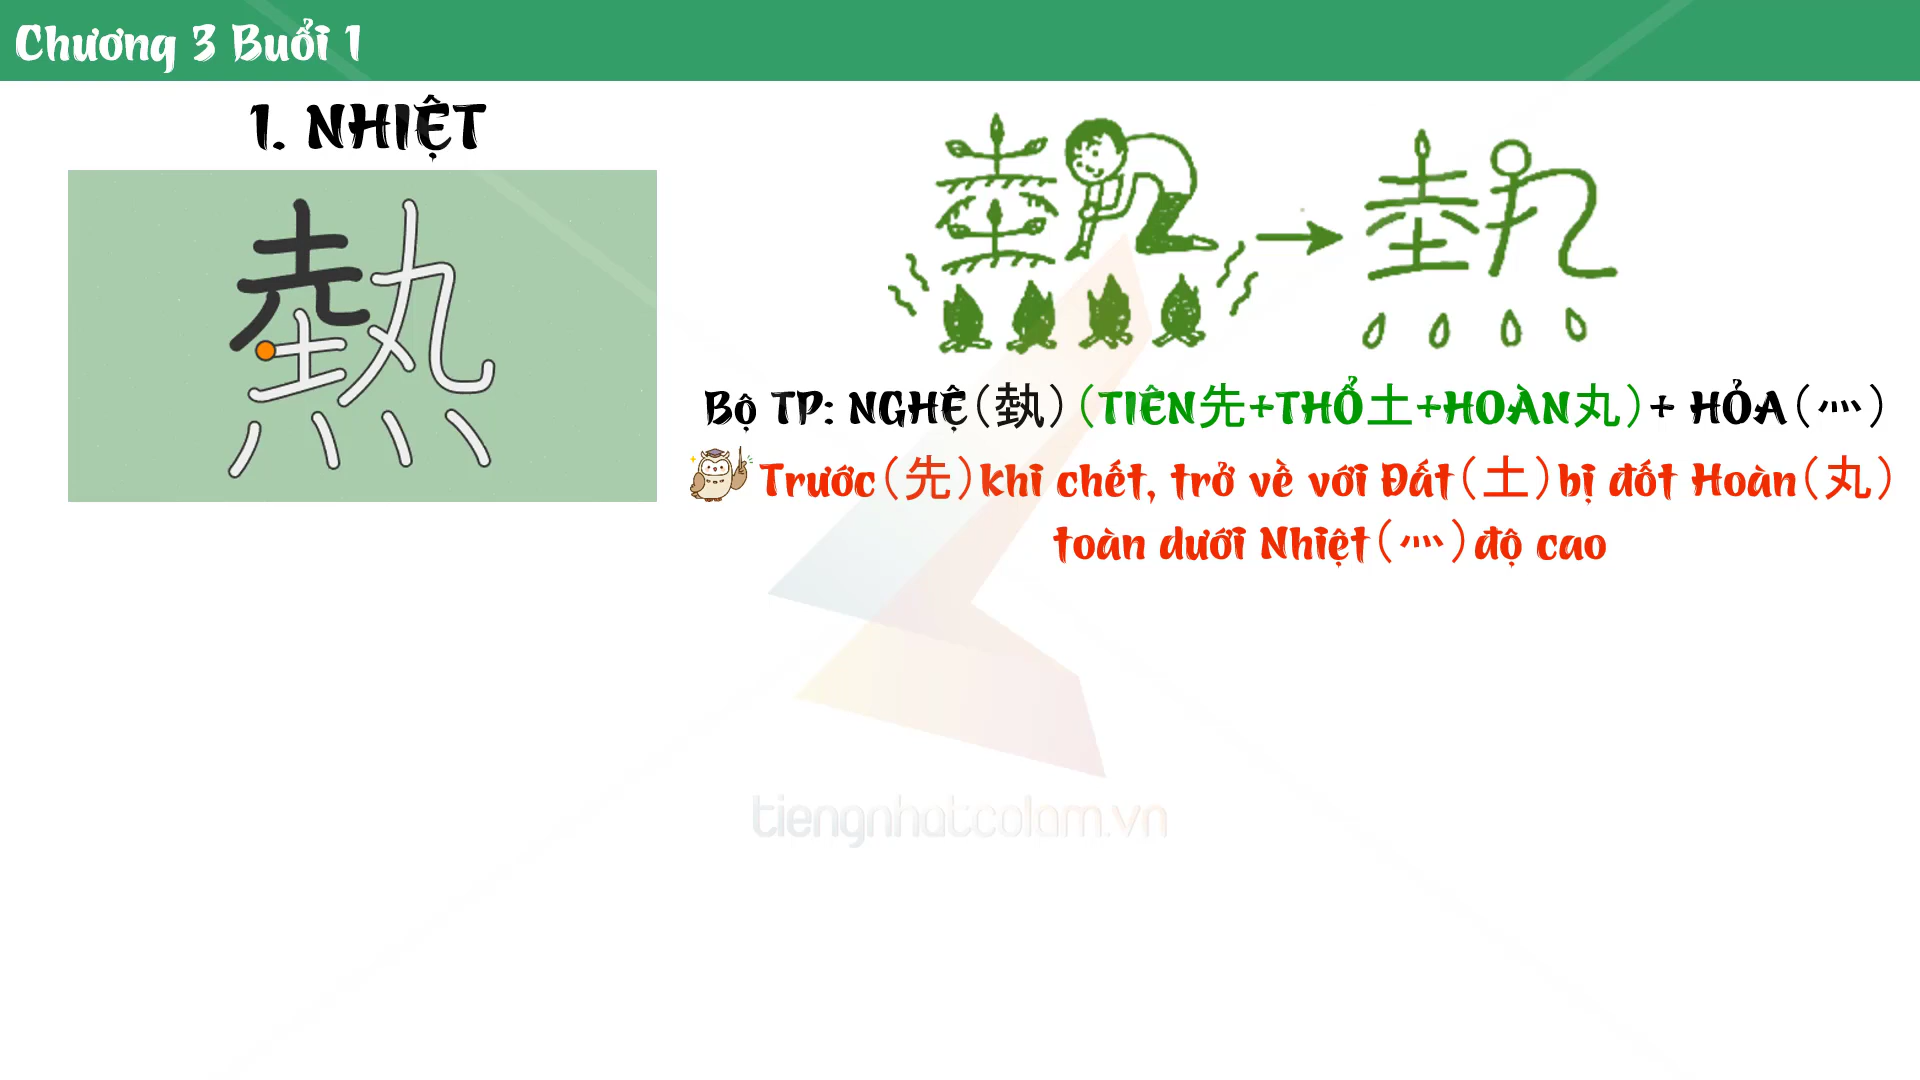 Chương 3 Buổi 1
1. NHIỆT
熱
Bộ TP: NGHỆ(埶)(TIÊN先+THỔ土+HOÀN丸)+ HỎA(灬)
Trước(先)khi chết, trở về với Đất(土)bị đốt Hoàn(丸)
toàn dưới Nhiệt(灬)độ cao
tiengnhatcolam.vn